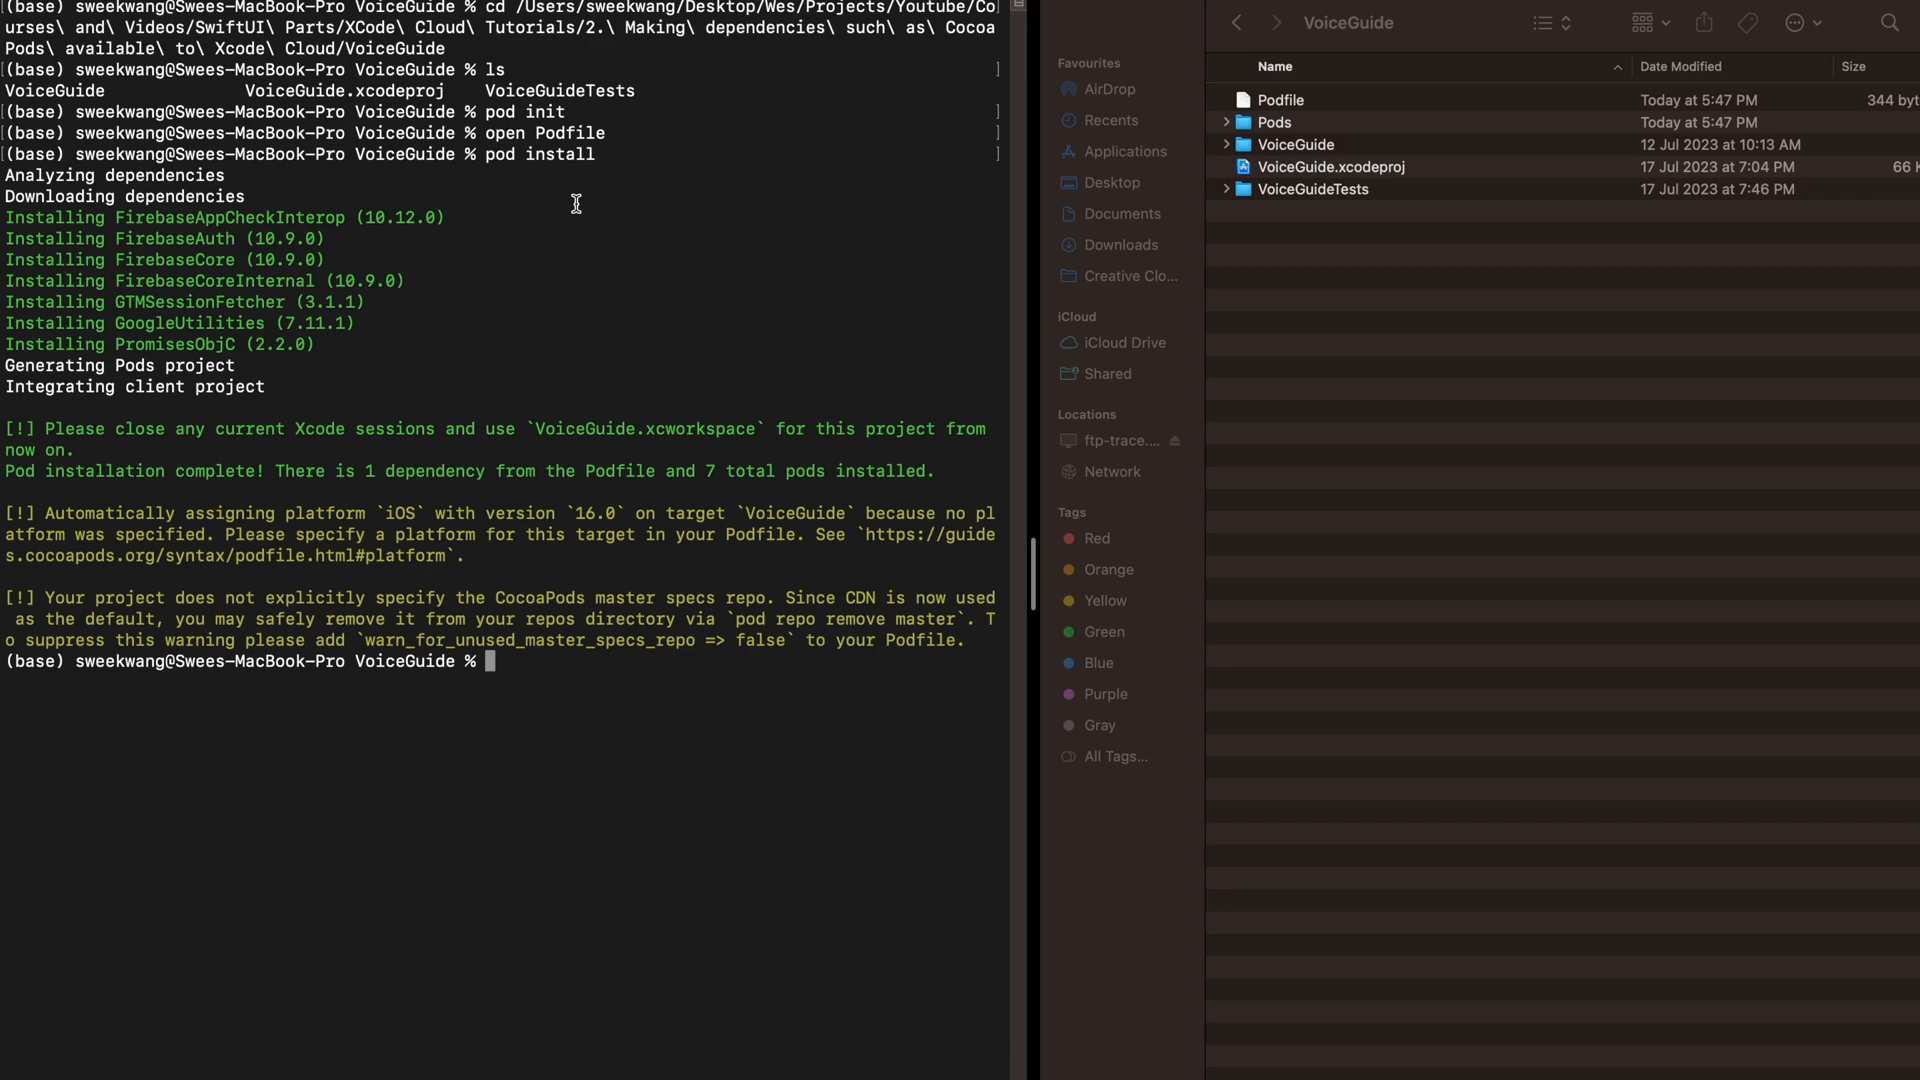 (base) sweekwang@Swees-MacBook-Pro VoiceGuide % cd /Users/sweekwang/Desktop/Wes/Projects/Youtube/Co
urses\ and\ Videos/SwiftUI\ Parts/XCode\ Cloud\ Tutorials/2.\ Making\ dependencies\ such\ as\ Cocoa
Pods\ available\ to\ Xcode\ Cloud/VoiceGuide
[(base) sweekwang@Swees-MacBook-Pro VoiceGuide % ls ]
VoiceGuide VoiceGuide.xcodeproj VoiceGuideTests
[(base) sweekwang@Swees-MacBook-Pro VoiceGuide % pod init ]
[(base) sweekwang@Swees-MacBook-Pro VoiceGuide % open Podfile ]
[(base) sweekwang@Swees-MacBook-Pro VoiceGuide % pod install ]
Analyzing dependencies
Downloading dependencies
Installing FirebaseAppCheckInterop (10.12.0)
Installing FirebaseAuth (10.9.0)
Installing FirebaseCore (10.9.0)
Installing FirebaseCoreInternal (10.9.0)
Installing GTMSessionFetcher (3.1.1)
Installing GoogleUtilities (7.11.1)
Installing PromisesObjC (2.2.0)
Generating Pods project
Integrating client project
[!] Please close any current Xcode sessions and use `VoiceGuide.xcworkspace` for this project from
now on.
Pod installation complete! There is 1 dependency from the Podfile and 7 total pods installed.
[!] Automatically assigning platform `iOS` with version `16.0` on target `VoiceGuide` because no pl
atform was specified. Please specify a platform for this target in your Podfile. See `https://guide
s.cocoapods.org/syntax/podfile.html#platform`.
[!] Your project does not explicitly specify the CocoaPods master specs repo. Since CDN is now used
as the default, you may safely remove it from your repos directory via `pod repo remove master`. T
o suppress this warning please add `warn_for_unused_master_specs_repo => false` to your Podfile.
(base) sweekwang@Swees-MacBook-Pro VoiceGuide %
Favourites
AirDrop
Recents
Applications
Desktop
Documents
Downloads
Creative Clo...
iCloud
iCloud Drive
Shared
Locations
ftp-trace....
Network
Tags
Red
Orange
Yellow
Green
Blue
Purple
Gray
All Tags...
VoiceGuide
Name Date Modified Size
Podfile Today at 5:47 PM 344 byt
Pods Today at 5:47 PM
VoiceGuide 12 Jul 2023 at 10:13 AM
VoiceGuide.xcodeproj 17 Jul 2023 at 7:04 PM 66 K
VoiceGuideTests 17 Jul 2023 at 7:46 PM